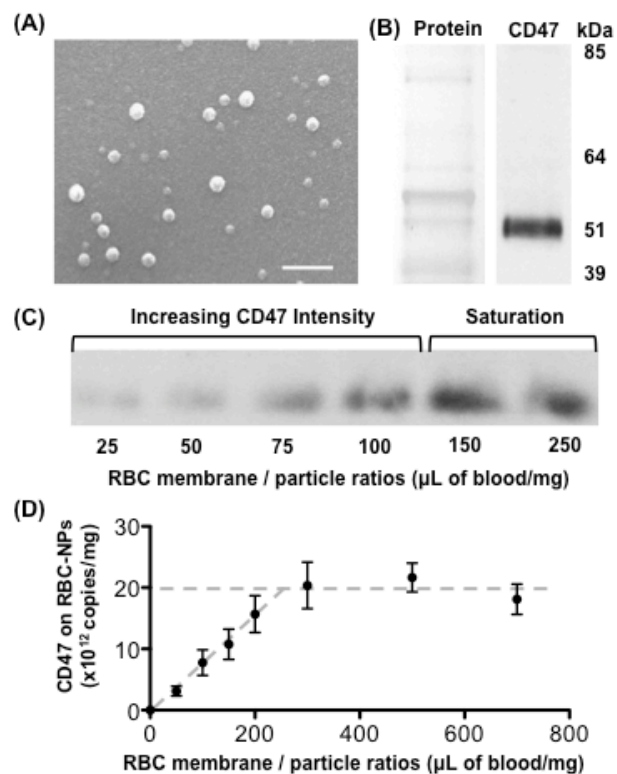 (A)
(B) Protein CD47 kDa
85
64
51
39
(C) Increasing CD47 Intensity Saturation
25 50 75 100 150 250
RBC membrane / particle ratios (µL of blood/mg)
(D)
CD47 on RBC-NPs
(x10¹² copies/mg)
30
20
10
0
0 200 400 600 800
RBC membrane / particle ratios (µL of blood/mg)